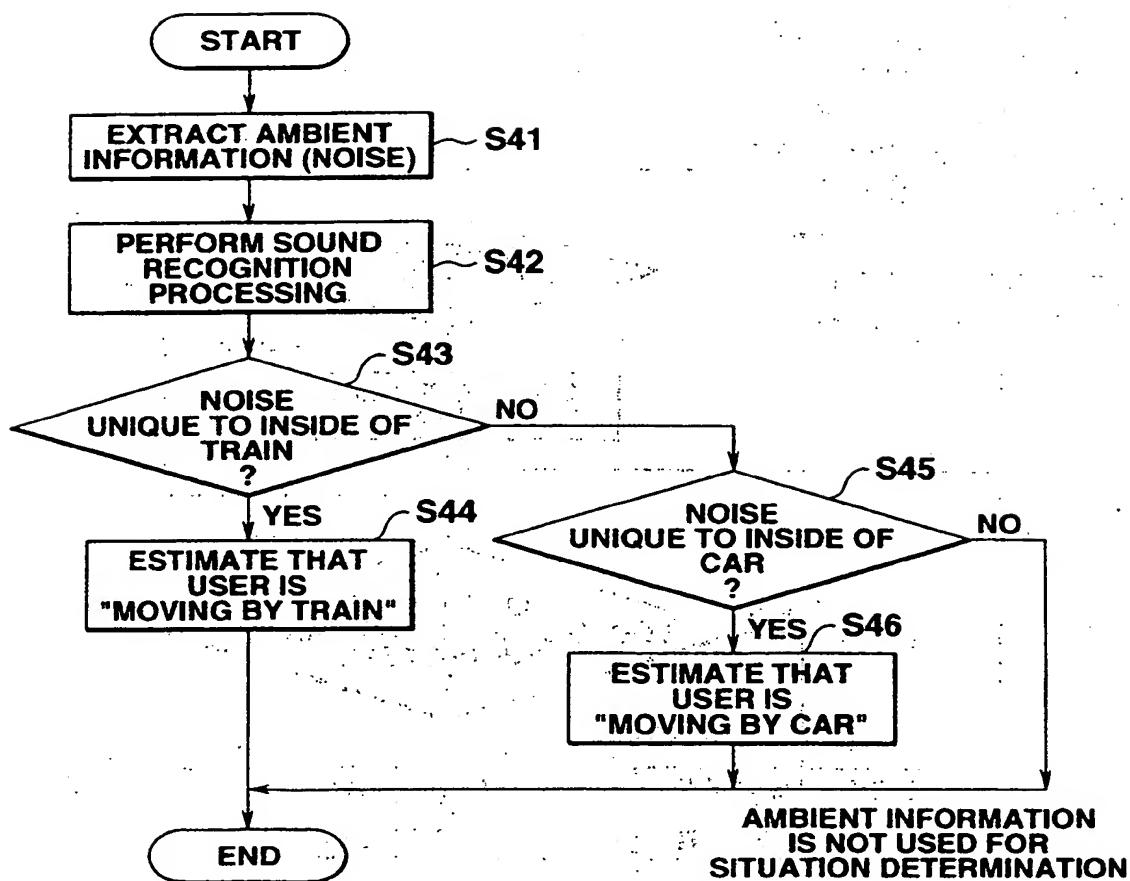 START
EXTRACT AMBIENT
INFORMATION (NOISE)
S41
PERFORM SOUND
RECOGNITION
PROCESSING
S42
S43
NOISE
UNIQUE TO INSIDE OF
TRAIN
?
NO
YES
S44
ESTIMATE THAT
USER IS
"MOVING BY TRAIN"
S45
NOISE
UNIQUE TO INSIDE OF
CAR
?
NO
YES
S46
ESTIMATE THAT
USER IS
"MOVING BY CAR"
AMBIENT INFORMATION
IS NOT USED FOR
SITUATION DETERMINATION
END